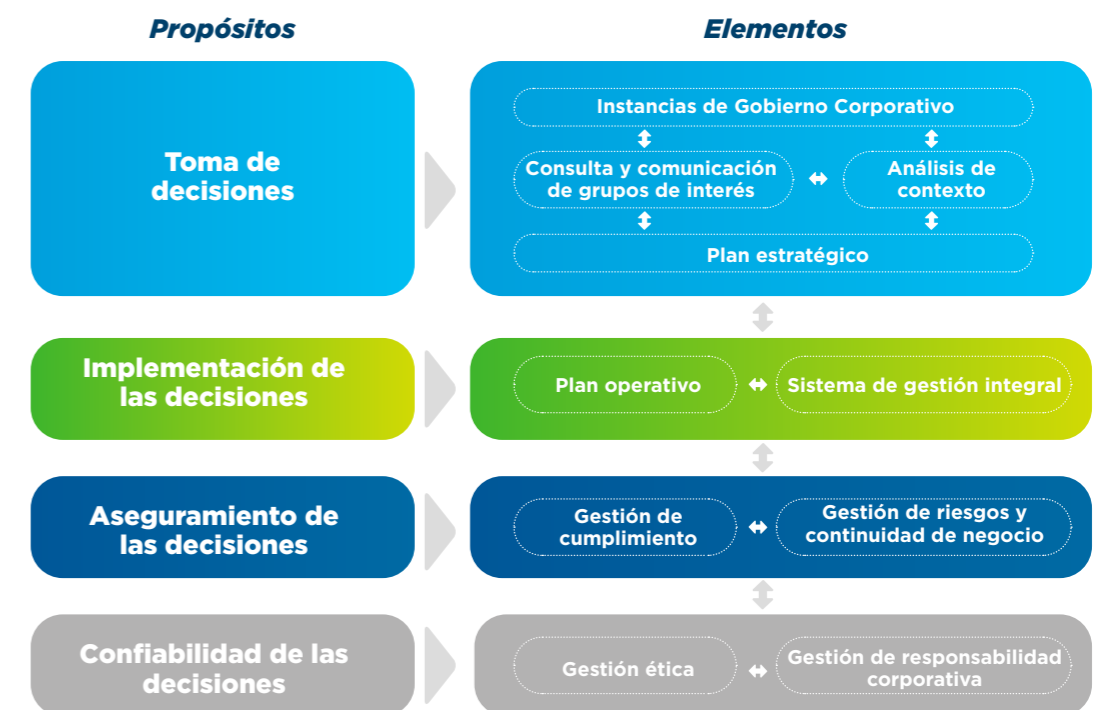 Propósitos
Elementos
Toma de
decisiones
Instancias de Gobierno Corporativo
Consulta y comunicación
de grupos de interés
Análisis de
contexto
Plan estratégico
Implementación de
las decisiones
Plan operativo
Sistema de gestión integral
Aseguramiento de
las decisiones
Gestión de
cumplimiento
Gestión de riesgos y
continuidad de negocio
Confiabilidad de las
decisiones
Gestión ética
Gestión de responsabilidad
corporativa